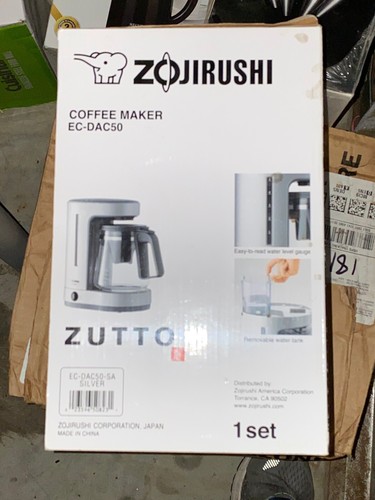 ZOJIRUSHI
COFFEE MAKER
EC-DAC50
Easy-to-read water level gauge
Removable water tank
ZUTTO
EC-DAC50-SA
SILVER
Distributed by:
Zojirushi America Corporation
Torrance, CA 90502
www.zojirushi.com
ZOJIRUSHI CORPORATION, JAPAN
MADE IN CHINA
1 set
181